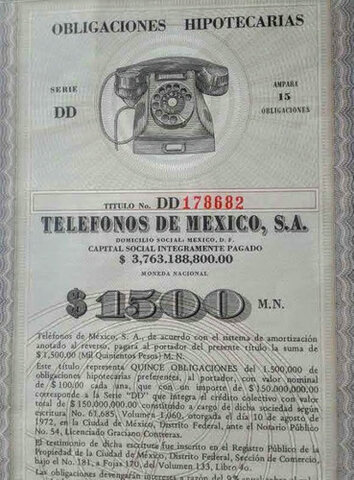 OBLIGACIONES HIPOTECARIAS
SERIE
DD
AMPARA
15
OBLIGACIONES
TITULO No. DD178682
TELEFONOS DE MEXICO, S.A.
DOMICILIO SOCIAL: MEXICO, D. F.
CAPITAL SOCIAL INTEGRAMENTE PAGADO
$ 3,763.188,800.00
MONEDA NACIONAL
$ 1500 M.N.
Teléfonos de México, S. A., de acuerdo con el sistema de amortización
anotado al reverso, pagará al portador del presente título la suma de
$ 1,500.00 (Mil Quinientos Pesos) M. N.
Este título representa QUINCE OBLIGACIONES del 1.500,000 de
obligaciones hipotecarias preferentes, al portador, con valor nominal
de $ 100.00 cada una, que con un importe de $ 150.000,000.00
corresponde a la Serie "DD" que integra el crédito colectivo con valor
total de $ 150.000,000.00 constituido a cargo de dicha sociedad según
escritura No. 61,685, Volumen 1,060, otorgada el día 10 de agosto de
1972, en la Ciudad de México, Distrito Federal, ante el Notario Público
No. 54, Licenciado Graciano Contreras.
El testimonio de dicha escritura fue inscrito en el Registro Público de la
Propiedad de la Ciudad de México, Distrito Federal, Sección de Comercio,
bajo el No. 181, a Fojas 170, del Volumen 133, Libro 4o.
Las obligaciones devengarán intereses a razón del 9%